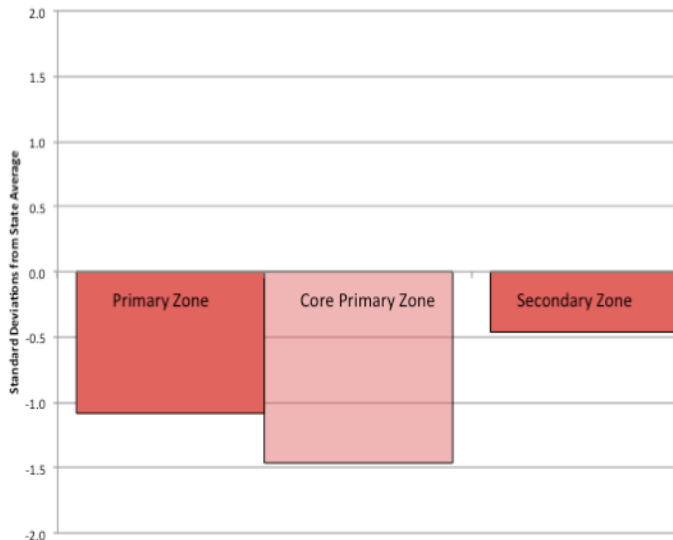 Standard Deviations from State Average
2.0
1.5
1.0
0.5
0.0
-0.5
-1.0
-1.5
-2.0
Primary Zone
Core Primary Zone
Secondary Zone